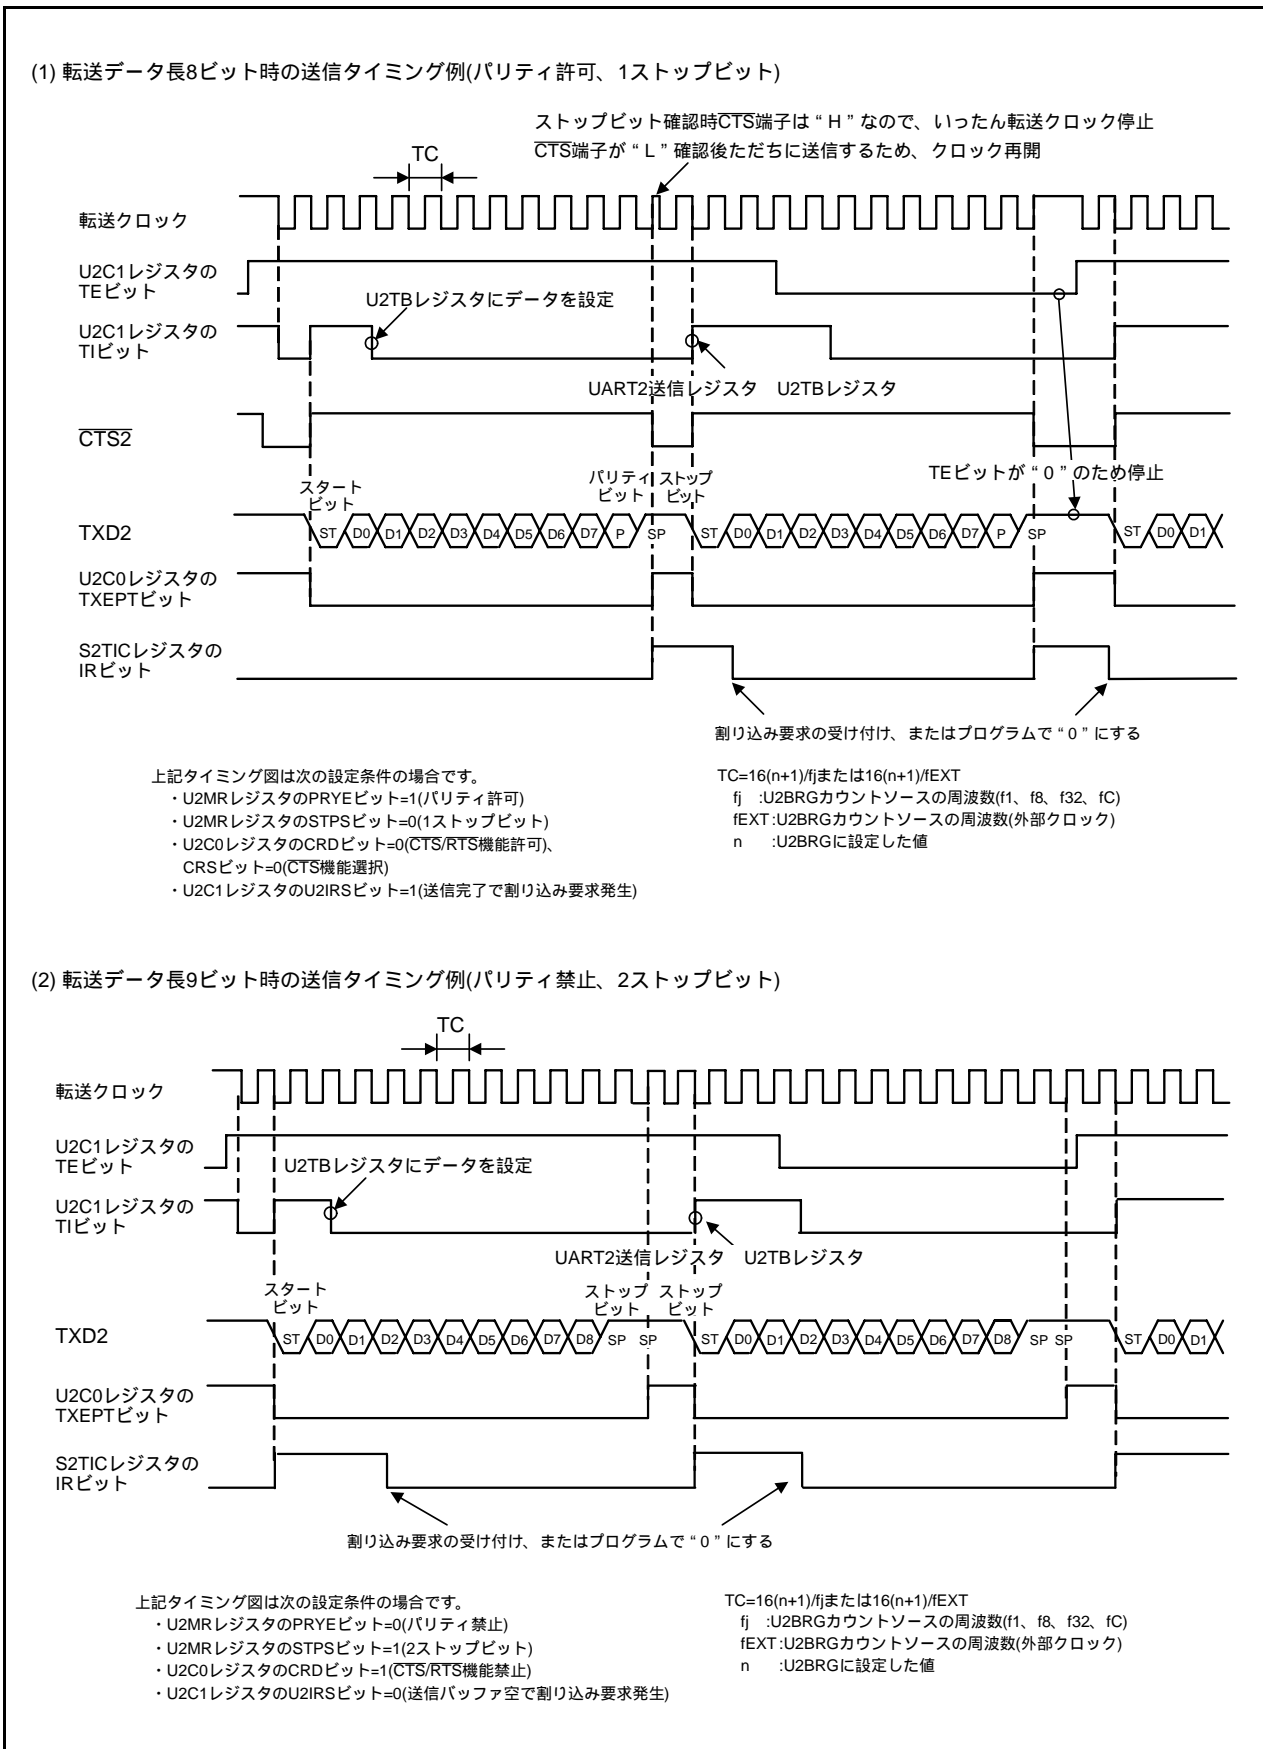 (1) 転送データ長8ビット時の送信タイミング例(パリティ許可、1ストップビット)
ストップビット確認時CTS端子は“H”なので、いったん転送クロック停止
CTS端子が“L”確認後ただちに送信するため、クロック再開
TC
転送クロック
U2C1レジスタの
TEビット
U2TBレジスタにデータを設定
U2C1レジスタの
TIビット
UART2送信レジスタ U2TBレジスタ
CTS2
TEビットが“0”のため停止
スタート
ビット
パリティ
ビット
ストップ
ビット
TXD2
ST D0 D1 D2 D3 D4 D5 D6 D7 P SP ST D0 D1 D2 D3 D4 D5 D6 D7 P SP ST D0 D1
U2C0レジスタの
TXEPTビット
S2TICレジスタの
IRビット
割り込み要求の受け付け、またはプログラムで“0”にする
上記タイミング図は次の設定条件の場合です。
・U2MRレジスタのPRYEビット=1(パリティ許可)
・U2MRレジスタのSTPSビット=0(1ストップビット)
・U2C0レジスタのCRDビット=0(CTS/RTS機能許可)、
CRSビット=0(CTS機能選択)
・U2C1レジスタのU2IRSビット=1(送信完了で割り込み要求発生)
TC=16(n+1)/fjまたは16(n+1)/fEXT
fj :U2BRGカウントソースの周波数(f1、f8、f32、fC)
fEXT:U2BRGカウントソースの周波数(外部クロック)
n :U2BRGに設定した値
(2) 転送データ長9ビット時の送信タイミング例(パリティ禁止、2ストップビット)
TC
転送クロック
U2C1レジスタの
TEビット
U2TBレジスタにデータを設定
U2C1レジスタの
TIビット
UART2送信レジスタ U2TBレジスタ
スタート
ビット
ストップ
ビット
ストップ
ビット
TXD2
ST D0 D1 D2 D3 D4 D5 D6 D7 D8 SP SP ST D0 D1 D2 D3 D4 D5 D6 D7 D8 SP SP ST D0 D1
U2C0レジスタの
TXEPTビット
S2TICレジスタの
IRビット
割り込み要求の受け付け、またはプログラムで“0”にする
上記タイミング図は次の設定条件の場合です。
・U2MRレジスタのPRYEビット=0(パリティ禁止)
・U2MRレジスタのSTPSビット=1(2ストップビット)
・U2C0レジスタのCRDビット=1(CTS/RTS機能禁止)
・U2C1レジスタのU2IRSビット=0(送信バッファ空で割り込み要求発生)
TC=16(n+1)/fjまたは16(n+1)/fEXT
fj :U2BRGカウントソースの周波数(f1、f8、f32、fC)
fEXT:U2BRGカウントソースの周波数(外部クロック)
n :U2BRGに設定した値